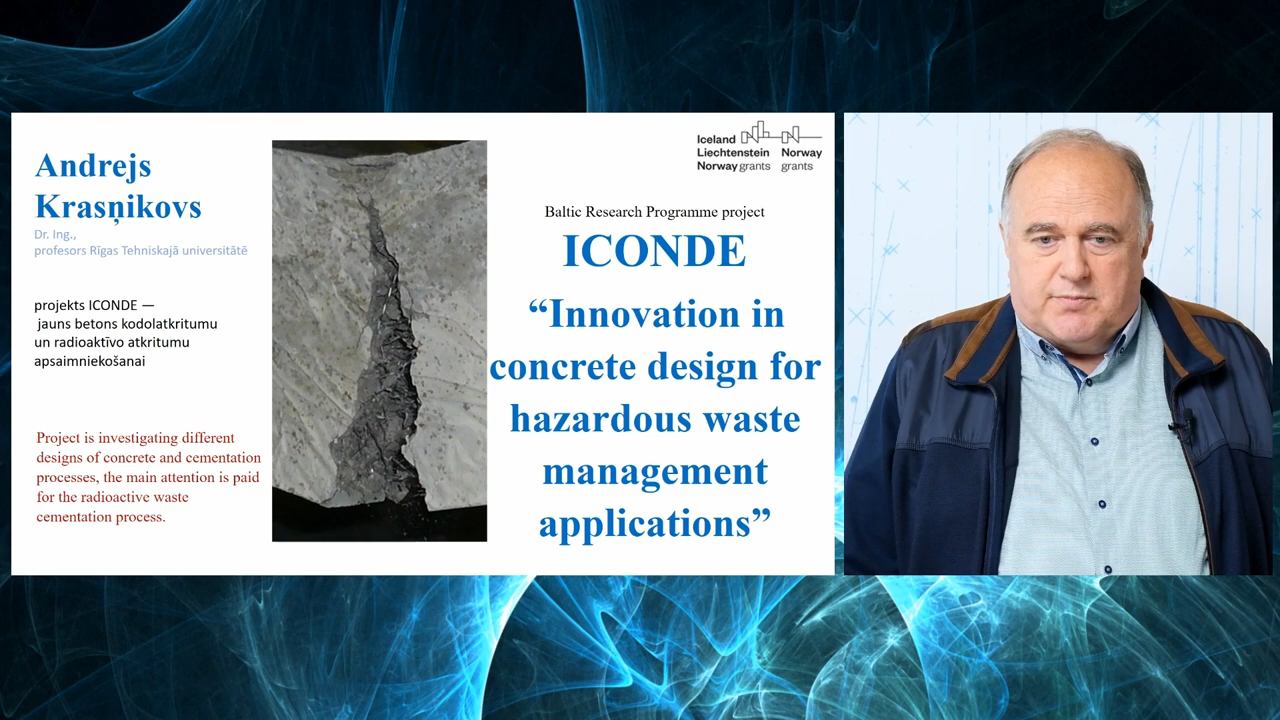 Andrejs
Krasņikovs
Dr. Ing.,
profesors Rīgas Tehniskajā universitātē
projekts ICONDE —
jauns betons kodolatkritumu
un radioaktīvo atkritumu
apsaimniekošanai
Project is investigating different
designs of concrete and cementation
processes, the main attention is paid
for the radioactive waste
cementation process.
Iceland
Liechtenstein
Norway grants
Norway
grants
Baltic Research Programme project
ICONDE
“Innovation in
concrete design for
hazardous waste
management
applications”